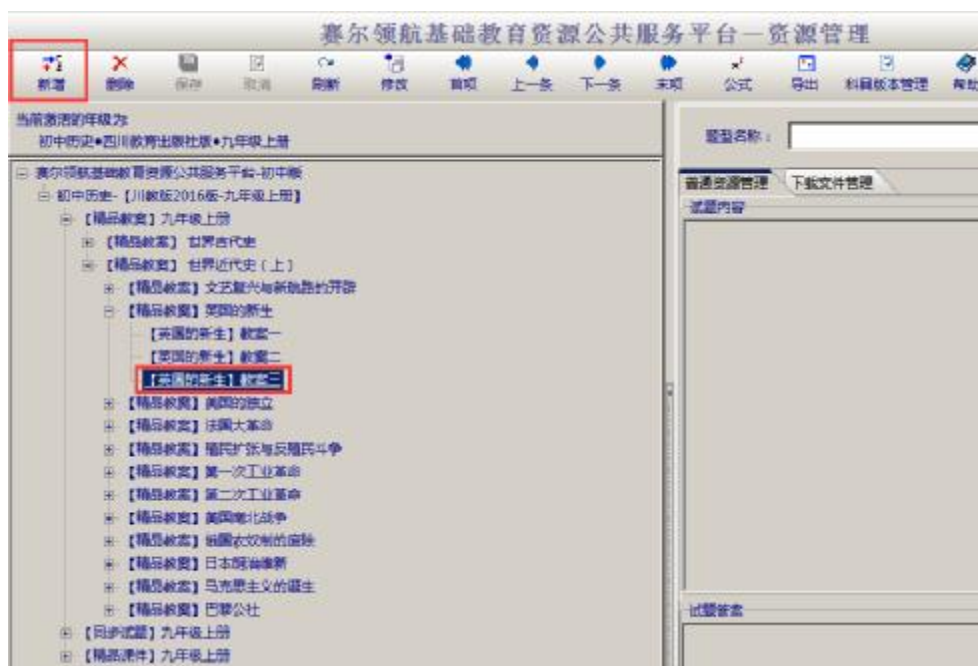 赛尔领航基础教育资源公共服务平台—资源管理
新增 删除 保存 取消 刷新 修改 首项 上一条 下一条 末项 公式 导出 科目版本管理 帮助
当前激活的年级为:
初中历史●四川教育出版社版●九年级上册
题型名称:
赛尔领航基础教育资源公共服务平台-初中版
普通资源管理 下载文件管理
初中历史-【川教版2016版-九年级上册】
试题内容
【精品教案】九年级上册
【精品教案】 世界古代史
【精品教案】 世界近代史(上)
【精品教案】文艺复兴与新航路的开辟
【精品教案】英国的新生
【英国的新生】教案一
【英国的新生】教案二
【英国的新生】教案三
【精品教案】美国的独立
【精品教案】法国大革命
【精品教案】殖民扩张与反殖民斗争
【精品教案】第一次工业革命
【精品教案】第二次工业革命
【精品教案】美国南北战争
【精品教案】俄国农奴制的废除
【精品教案】日本明治维新
【精品教案】马克思主义的诞生
【精品教案】巴黎公社
试题答案
【同步试题】九年级上册
【精品课件】九年级上册